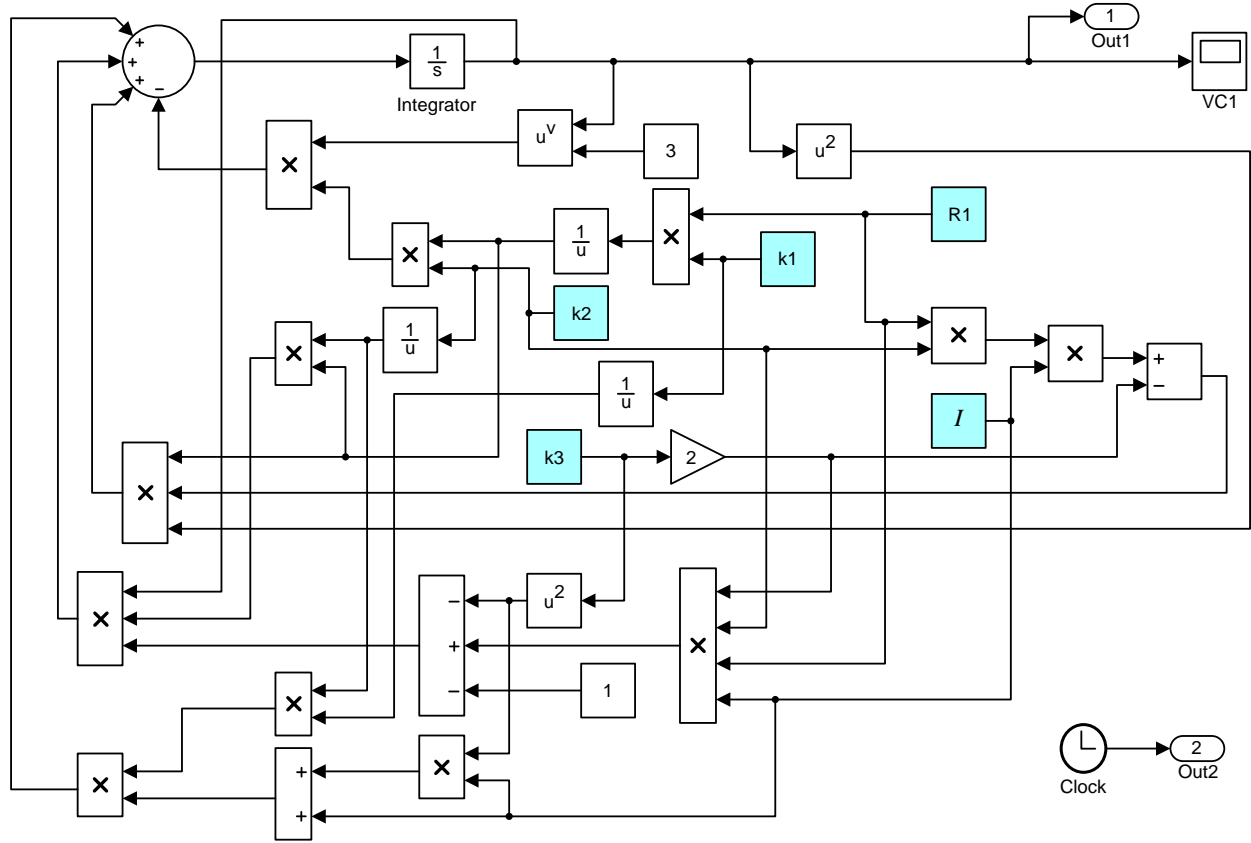 1
Out1
+
+
+
−
1
s
Integrator
VC1
u^v
3
u^2
×
R1
×
1
u
×
k1
k2
×
1
u
×
×
+
−
1
u
I
k3
2
×
×
−
+
−
u^2
×
1
×
×
+
+
×
Clock
2
Out2